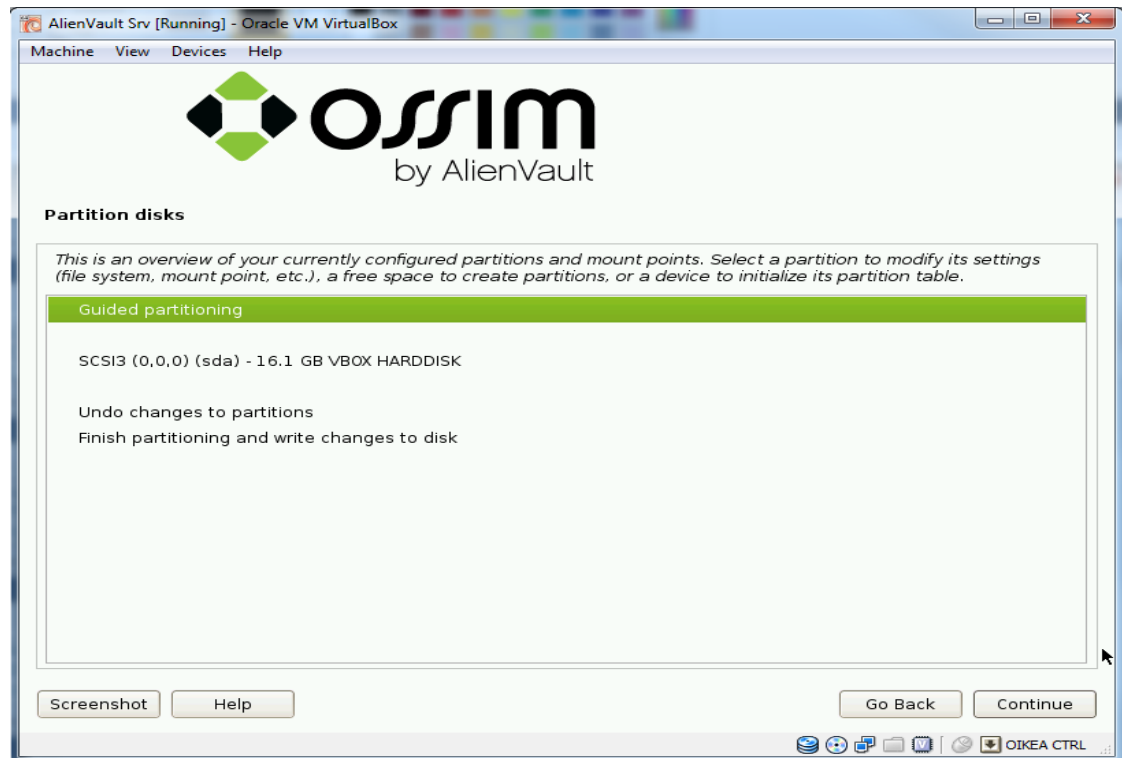 AlienVault Srv [Running] - Oracle VM VirtualBox
Machine View Devices Help
OSSIM
by AlienVault
Partition disks
This is an overview of your currently configured partitions and mount points. Select a partition to modify its settings
(file system, mount point, etc.), a free space to create partitions, or a device to initialize its partition table.
Guided partitioning
SCSI3 (0,0,0) (sda) - 16.1 GB VBOX HARDDISK
Undo changes to partitions
Finish partitioning and write changes to disk
Screenshot Help Go Back Continue
OIKEA CTRL